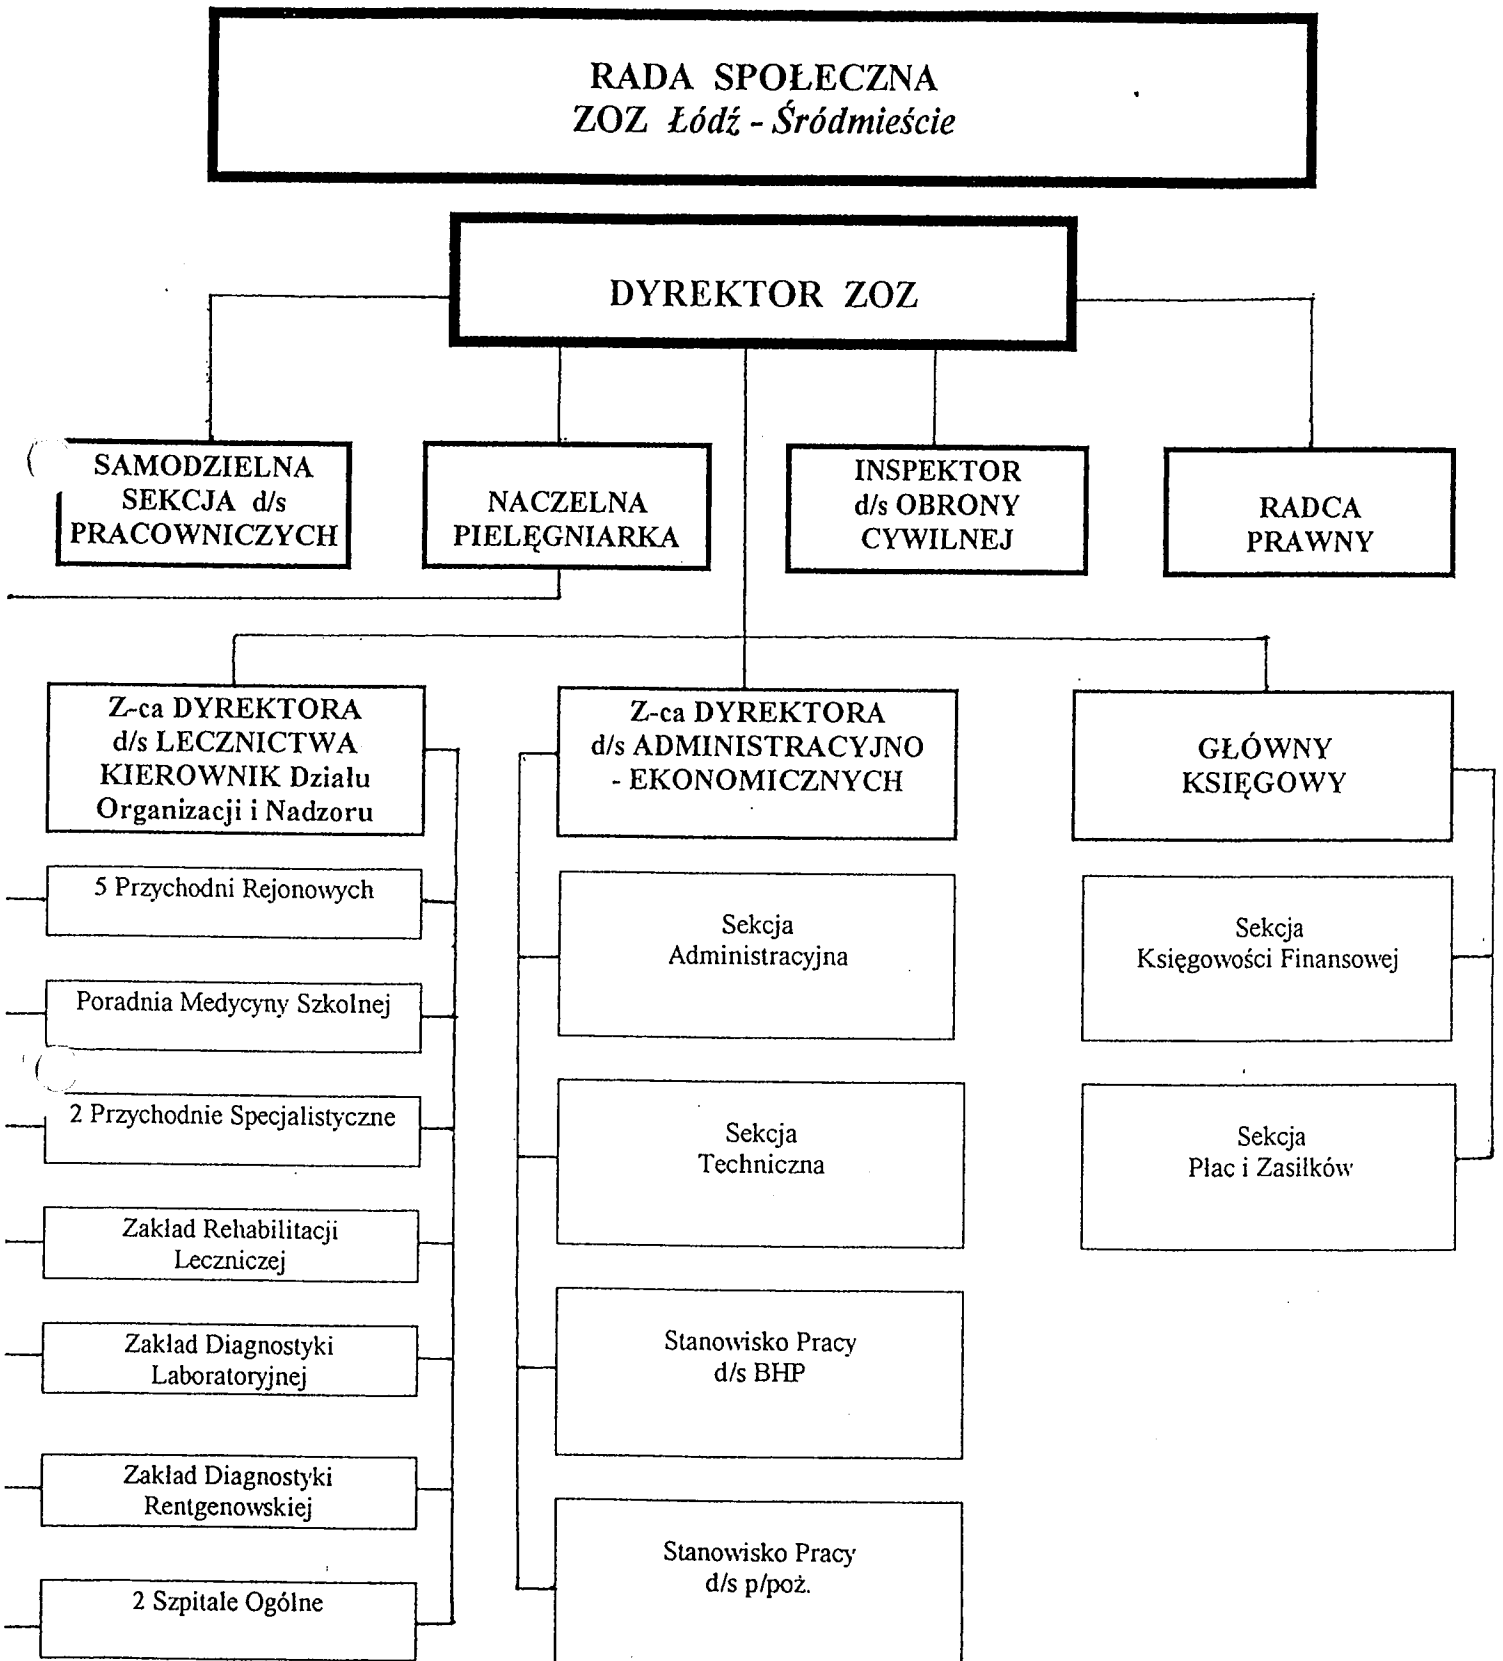 RADA SPOŁECZNA
ZOZ Łódź - Śródmieście
DYREKTOR ZOZ
SAMODZIELNA
SEKCJA d/s
PRACOWNICZYCH
NACZELNA
PIELĘGNIARKA
INSPEKTOR
d/s OBRONY
CYWILNEJ
RADCA
PRAWNY
Z-ca DYREKTORA
d/s LECZNICTWA
KIEROWNIK Działu
Organizacji i Nadzoru
Z-ca DYREKTORA
d/s ADMINISTRACYJNO
- EKONOMICZNYCH
GŁÓWNY
KSIĘGOWY
5 Przychodni Rejonowych
Poradnia Medycyny Szkolnej
2 Przychodnie Specjalistyczne
Zakład Rehabilitacji
Leczniczej
Zakład Diagnostyki
Laboratoryjnej
Zakład Diagnostyki
Rentgenowskiej
2 Szpitale Ogólne
Sekcja
Administracyjna
Sekcja
Techniczna
Stanowisko Pracy
d/s BHP
Stanowisko Pracy
d/s p/poż.
Sekcja
Księgowości Finansowej
Sekcja
Płac i Zasiłków